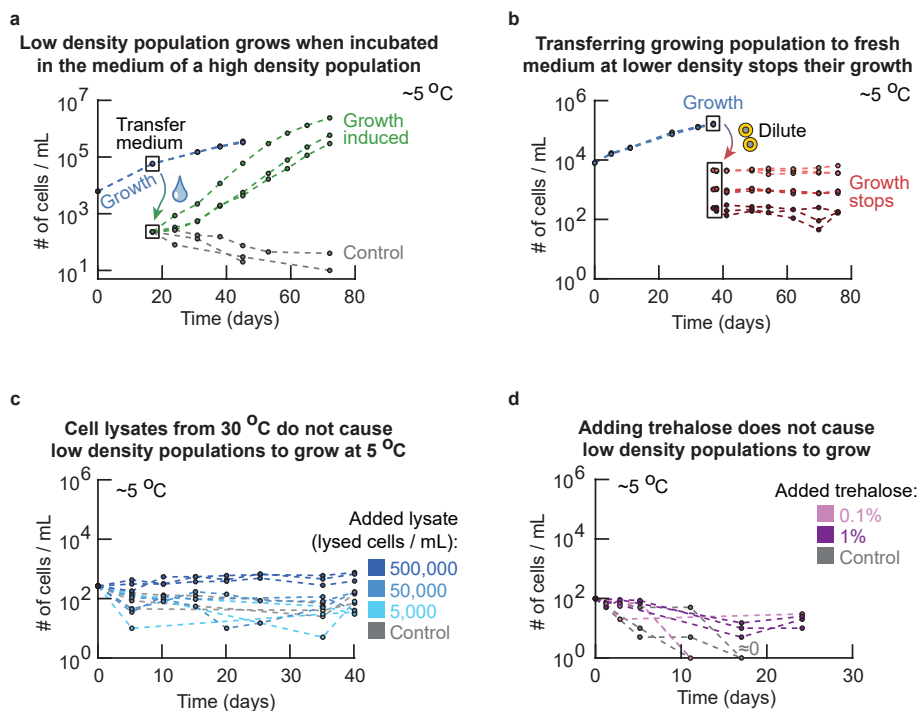 a
Low density population grows when incubated
in the medium of a high density population
10^7
10^5
10^3
10^1
# of cells / mL
~5 °C
Transfer
medium
Growth
Growth
induced
Control
0
20
40
60
80
Time (days)
b
Transferring growing population to fresh
medium at lower density stops their growth
10^6
10^4
10^2
10^0
# of cells / mL
~5 °C
Growth
Dilute
Growth
stops
0
20
40
60
80
Time (days)
c
Cell lysates from 30 °C do not cause
low density populations to grow at 5 °C
10^6
10^4
10^2
10^0
# of cells / mL
~5 °C
Added lysate
(lysed cells / mL):
500,000
50,000
5,000
Control
0
10
20
30
40
Time (days)
d
Adding trehalose does not cause
low density populations to grow
10^6
10^4
10^2
10^0
# of cells / mL
~5 °C
Added trehalose:
0.1%
1%
Control
≈0
0
10
20
30
Time (days)